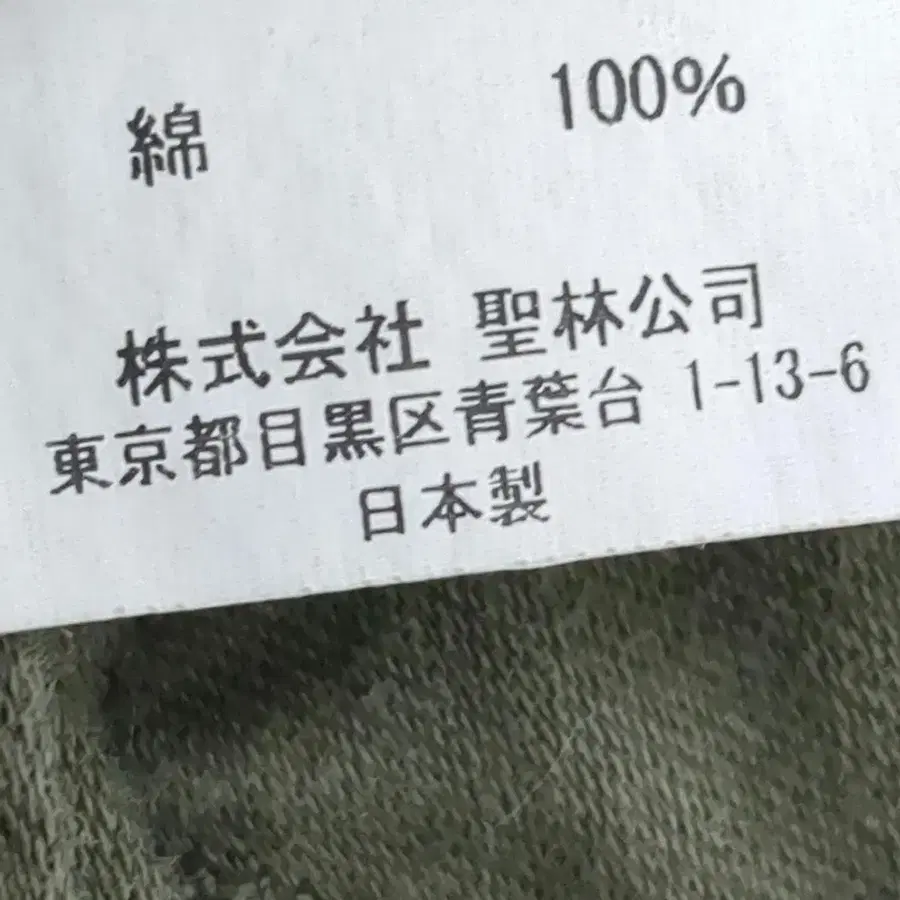 綿 100%
株式会社 聖林公司
東京都目黒区青葉台 1-13-6
日本製